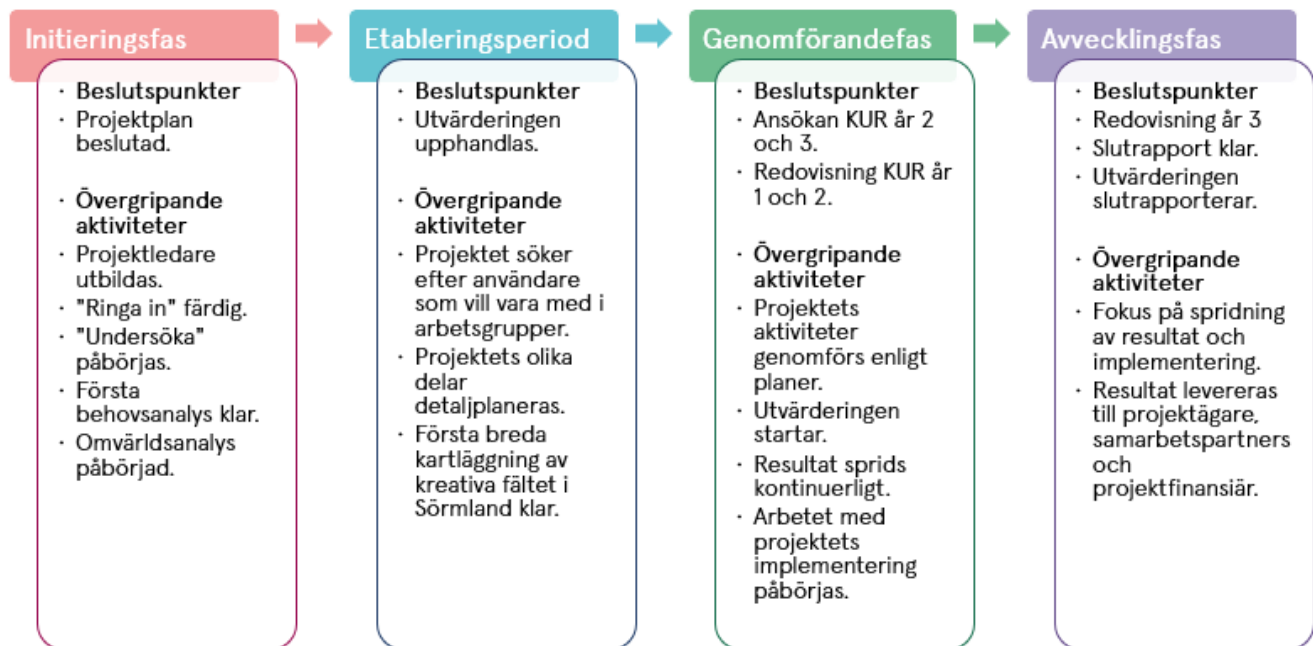 Initieringsfas
· Beslutspunkter
· Projektplan
beslutad.
· Övergripande
aktiviteter
· Projektledare
utbildas.
· "Ringa in" färdig.
· "Undersöka"
påbörjas.
· Första
behovsanalys klar.
· Omvärldsanalys
påbörjad.
Etableringsperiod
· Beslutspunkter
· Utvärderingen
upphandlas.
· Övergripande
aktiviteter
· Projektet söker
efter användare
som vill vara med i
arbetsgrupper.
· Projektets olika
delar
detaljplaneras.
· Första breda
kartläggning av
kreativa fältet i
Sörmland klar.
Genomförandefas
· Beslutspunkter
· Ansökan KUR år 2
och 3.
· Redovisning KUR år
1 och 2.
· Övergripande
aktiviteter
· Projektets
aktiviteter
genomförs enligt
planer.
· Utvärderingen
startar.
· Resultat sprids
kontinuerligt.
· Arbetet med
projektets
implementering
påbörjas.
Avvecklingsfas
· Beslutspunkter
· Redovisning år 3
· Slutrapport klar.
· Utvärderingen
slutrapporterar.
· Övergripande
aktiviteter
· Fokus på spridning
av resultat och
implementering.
· Resultat levereras
till projektägare,
samarbetspartners
och
projektfinansiär.